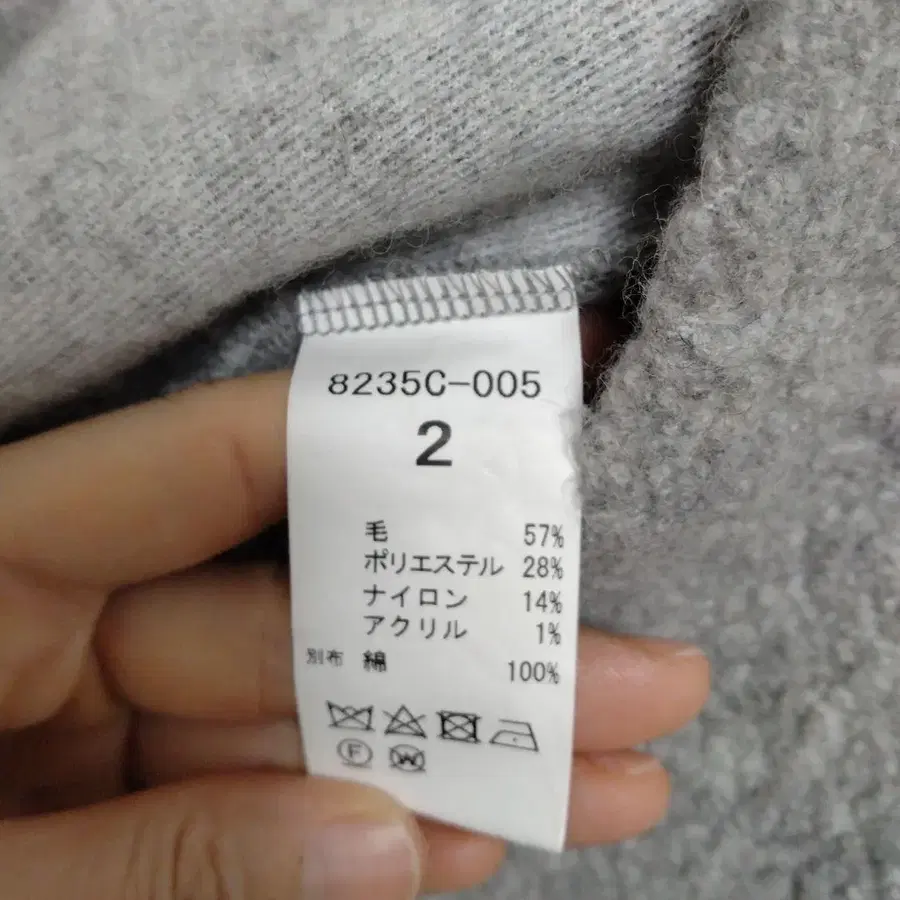 8235C-005
2
毛 57%
ポリエステル 28%
ナイロン 14%
アクリル 1%
別布 綿 100%
F W